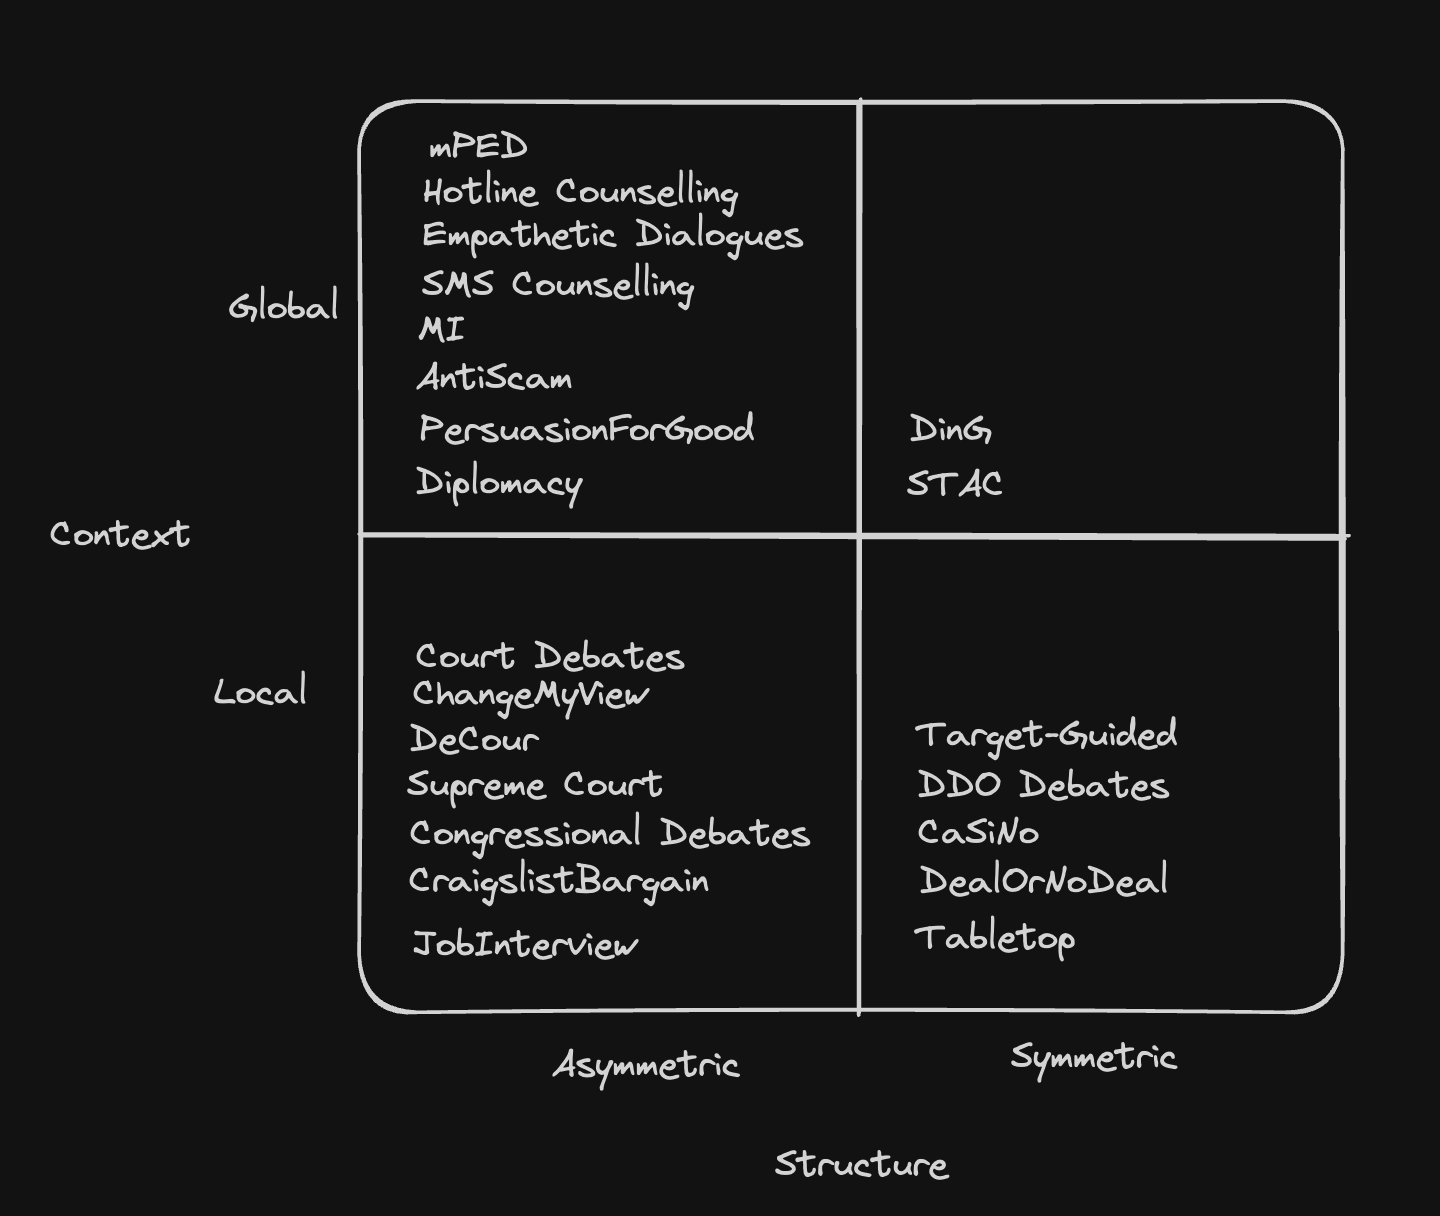 mPED
Hotline Counselling
Empathetic Dialogues
SMS Counselling
Global
MI
AntiScam
PersuasionForGood
Diplomacy
DinG
STAC
Context
Court Debates
ChangeMyView
DeCour
Supreme Court
Congressional Debates
CraigslistBargain
JobInterview
Local
Target-Guided
DDO Debates
CaSiNo
DealOrNoDeal
Tabletop
Asymmetric
Symmetric
Structure